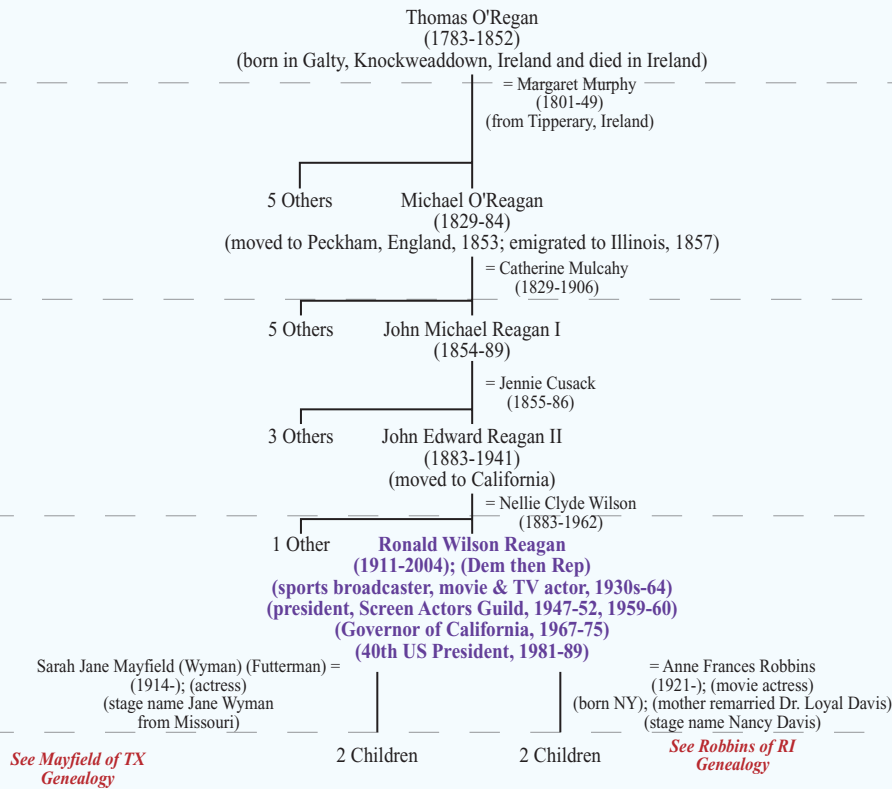 Thomas O'Regan
(1783-1852)
(born in Galty, Knockweaddown, Ireland and died in Ireland)
= Margaret Murphy
(1801-49)
(from Tipperary, Ireland)
5 Others
Michael O'Reagan
(1829-84)
(moved to Peckham, England, 1853; emigrated to Illinois, 1857)
= Catherine Mulcahy
(1829-1906)
5 Others
John Michael Reagan I
(1854-89)
= Jennie Cusack
(1855-86)
3 Others
John Edward Reagan II
(1883-1941)
(moved to California)
= Nellie Clyde Wilson
(1883-1962)
1 Other
Ronald Wilson Reagan
(1911-2004); (Dem then Rep)
(sports broadcaster, movie & TV actor, 1930s-64)
(president, Screen Actors Guild, 1947-52, 1959-60)
(Governor of California, 1967-75)
(40th US President, 1981-89)
Sarah Jane Mayfield (Wyman) (Futterman) =
(1914-); (actress)
(stage name Jane Wyman
from Missouri)
= Anne Frances Robbins
(1921-); (movie actress)
(born NY); (mother remarried Dr. Loyal Davis)
(stage name Nancy Davis)
See Mayfield of TX
Genealogy
2 Children
2 Children
See Robbins of RI
Genealogy